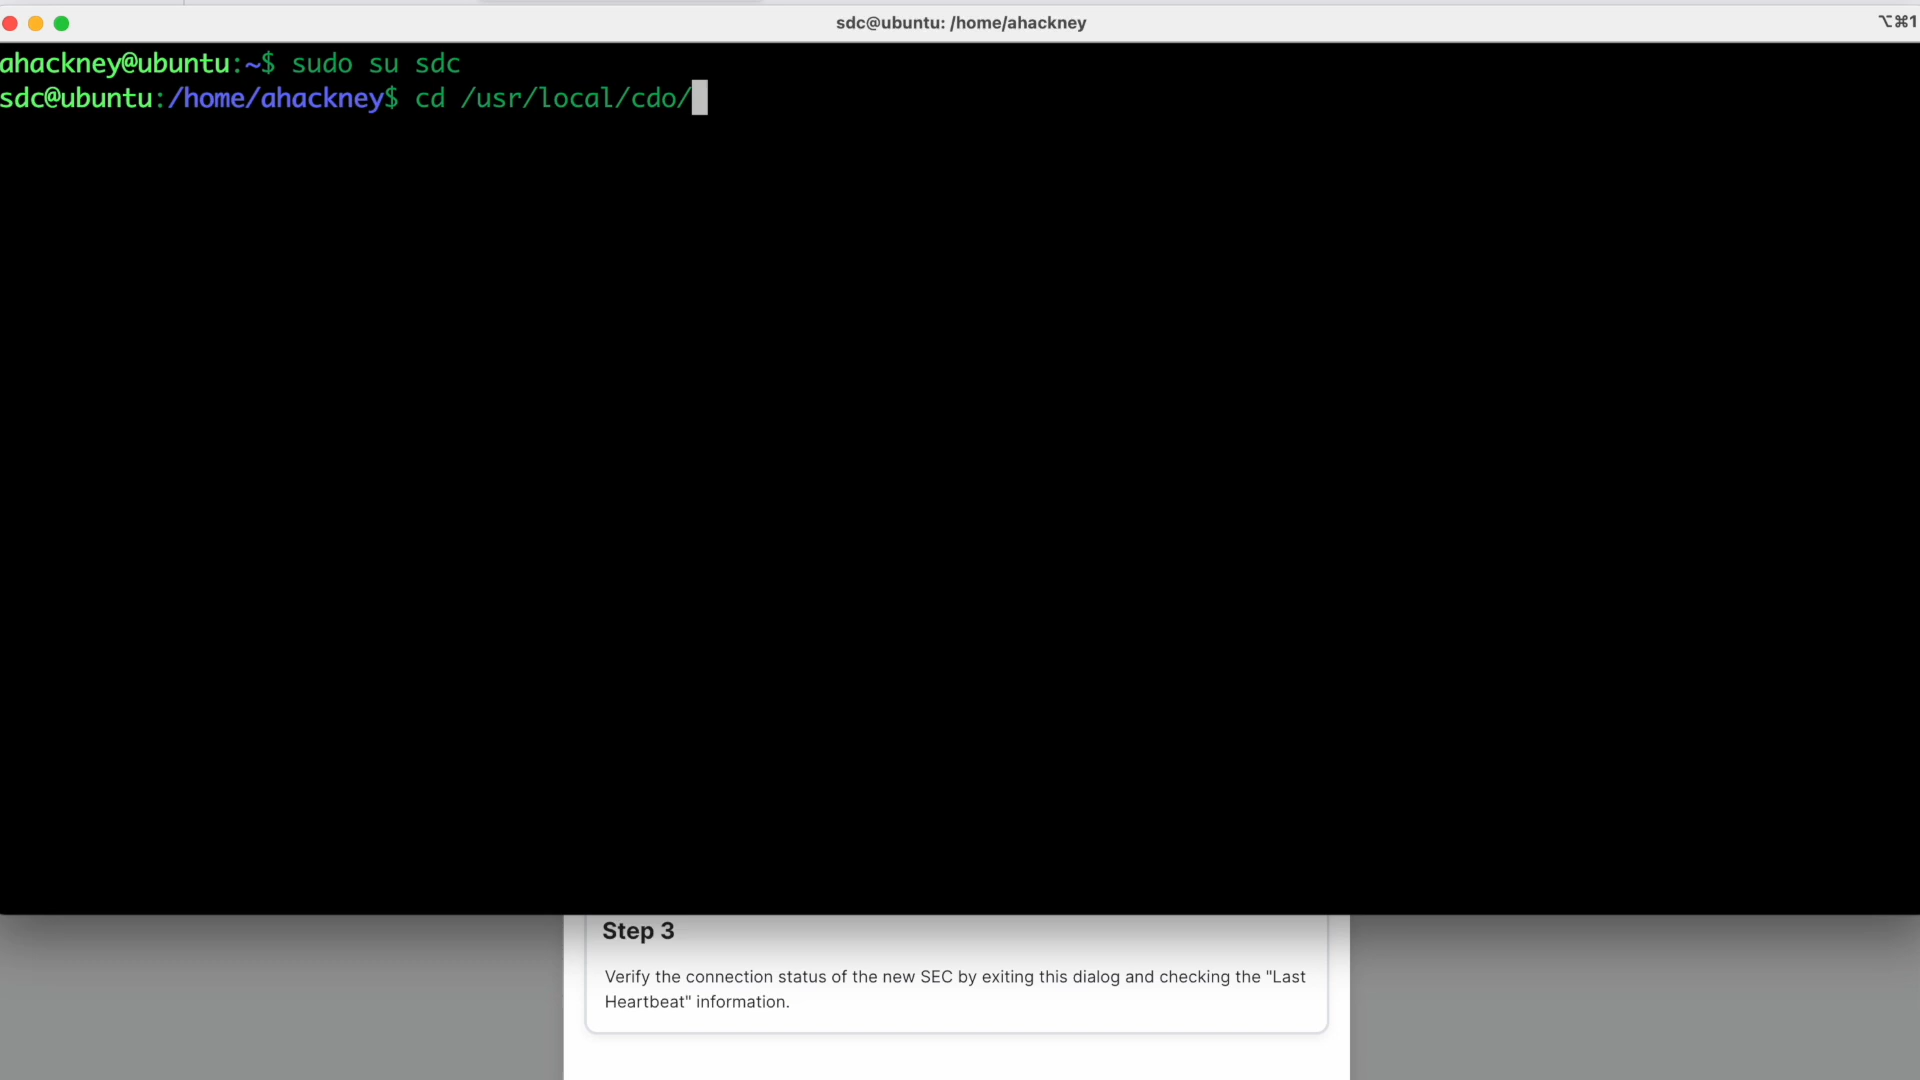 sdc@ubuntu: /home/ahackney
⌥⌘1
ahackney@ubuntu:~$ sudo su sdc
sdc@ubuntu:/home/ahackney$ cd /usr/local/cdo/
Step 3
Verify the connection status of the new SEC by exiting this dialog and checking the "Last
Heartbeat" information.